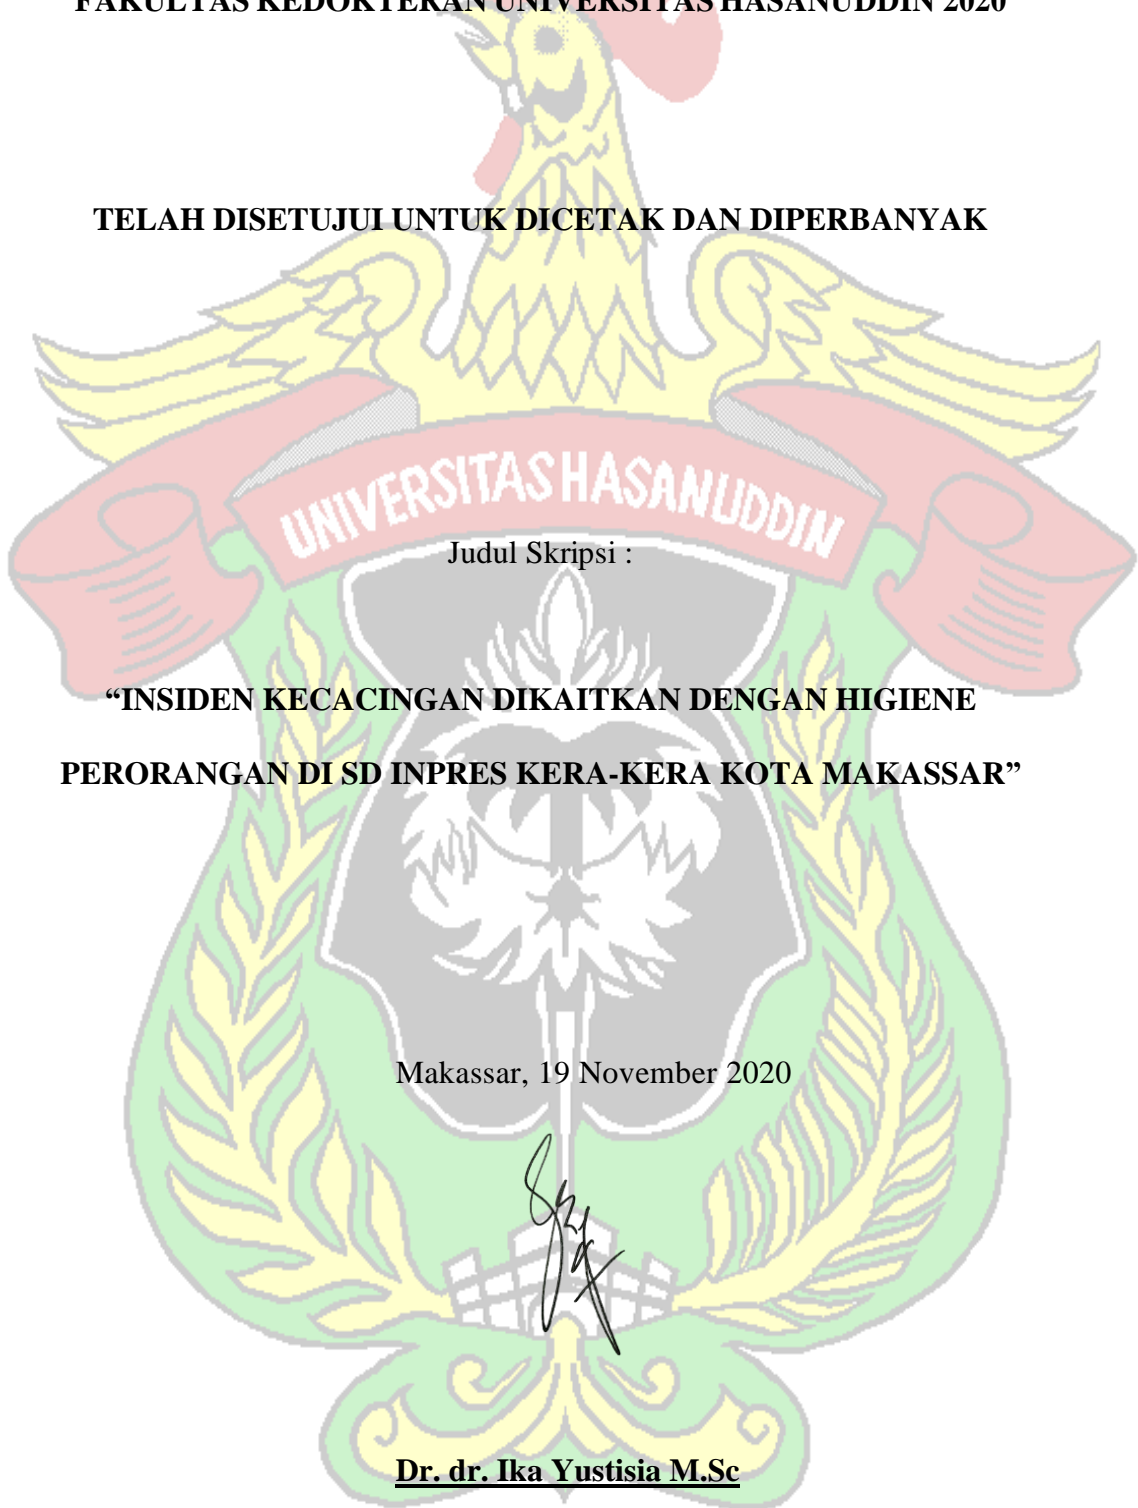 FAKULTAS KEDOKTERAN UNIVERSITAS HASANUDDIN 2020
TELAH DISETUJUI UNTUK DICETAK DAN DIPERBANYAK
UNIVERSITAS HASANUDDIN
Judul Skripsi :
“INSIDEN KECACINGAN DIKAITKAN DENGAN HIGIENE
PERORANGAN DI SD INPRES KERA-KERA KOTA MAKASSAR”
Makassar, 19 November 2020
Dr. dr. Ika Yustisia M.Sc